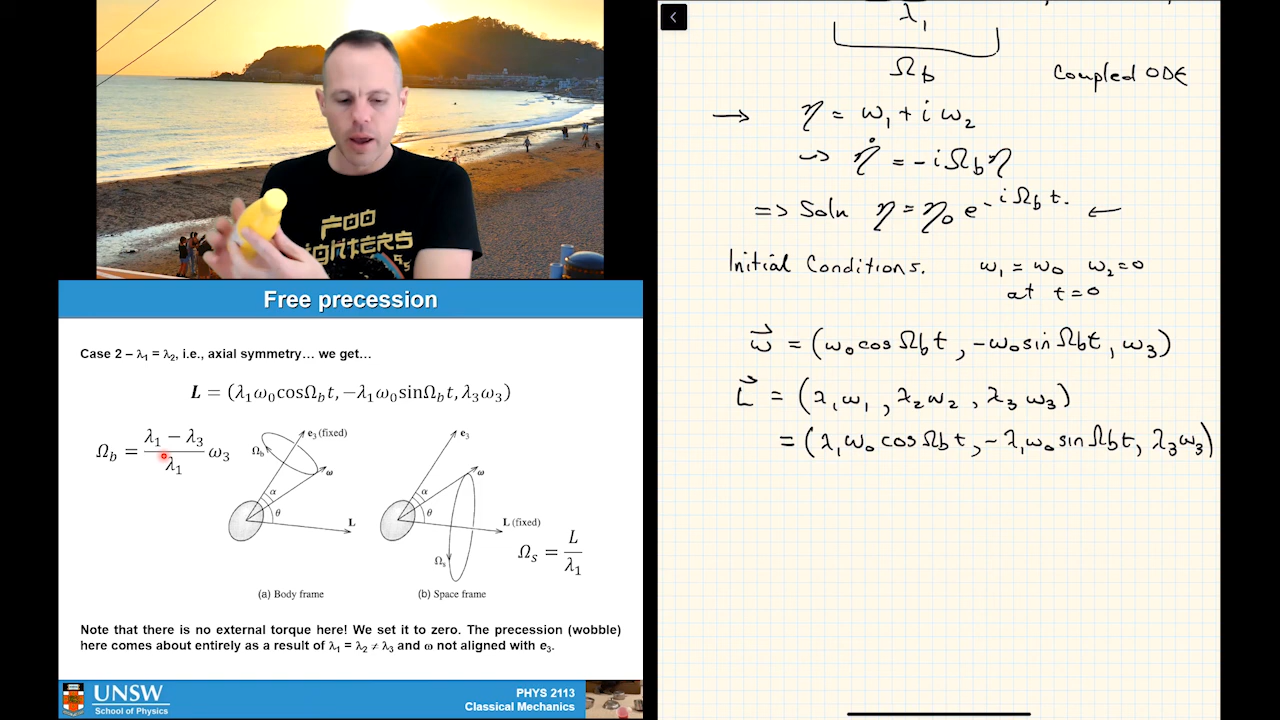 FOO
FIGHTERS
Free precession
Case 2 – λ₁ = λ₂, i.e., axial symmetry… we get…
L = (λ₁ω₀cosΩ_b t, −λ₁ω₀sinΩ_b t, λ₃ω₃)
Ω_b = (λ₁ − λ₃)/λ₁ ω₃
e₃ (fixed)
Ω_b
ω
α
θ
L
(a) Body frame
e₃
ω
α
θ
L (fixed)
Ω_s
(b) Space frame
Ω_s = L/λ₁
Note that there is no external torque here! We set it to zero. The precession (wobble)
here comes about entirely as a result of λ₁ = λ₂ ≠ λ₃ and ω not aligned with e₃.
UNSW
School of Physics
PHYS 2113
Classical Mechanics
λ₁
Ω_b
Coupled ODE
→ η = ω₁ + i ω₂
↪ η̇ = −iΩ_b η
=> Soln η = η₀ e^{−iΩ_b t}. ←
Initial Conditions. ω₁ = ω₀ ω₂ = 0
at t = 0
ω⃗ = (ω₀ cos Ω_b t, −ω₀ sin Ω_b t, ω₃)
L⃗ = (λ₁ω₁, λ₂ω₂, λ₃ω₃)
= (λ₁ω₀ cos Ω_b t, −λ₁ω₀ sin Ω_b t, λ₃ω₃)